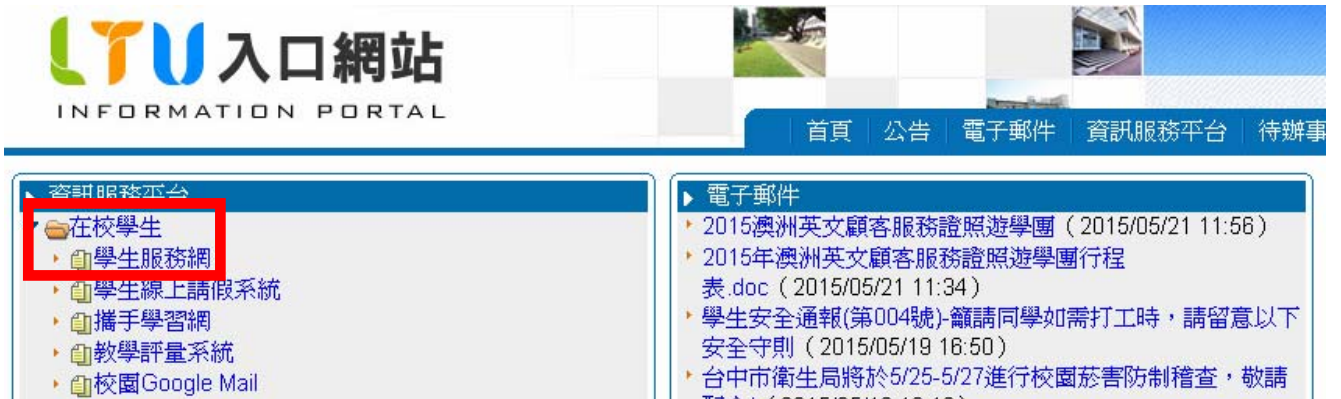 LTU入口網站
INFORMATION PORTAL
首頁 公告 電子郵件 資訊服務平台 待辦事
資訊服務平台
在校學生
學生服務網
學生線上請假系統
攜手學習網
教學評量系統
校園Google Mail
電子郵件
2015澳洲英文顧客服務證照遊學團（2015/05/21 11:56）
2015年澳洲英文顧客服務證照遊學團行程
表.doc（2015/05/21 11:34）
學生安全通報(第004號)-籲請同學如需打工時，請留意以下
安全守則（2015/05/19 16:50）
台中市衛生局將於5/25-5/27進行校園菸害防制稽查，敬請